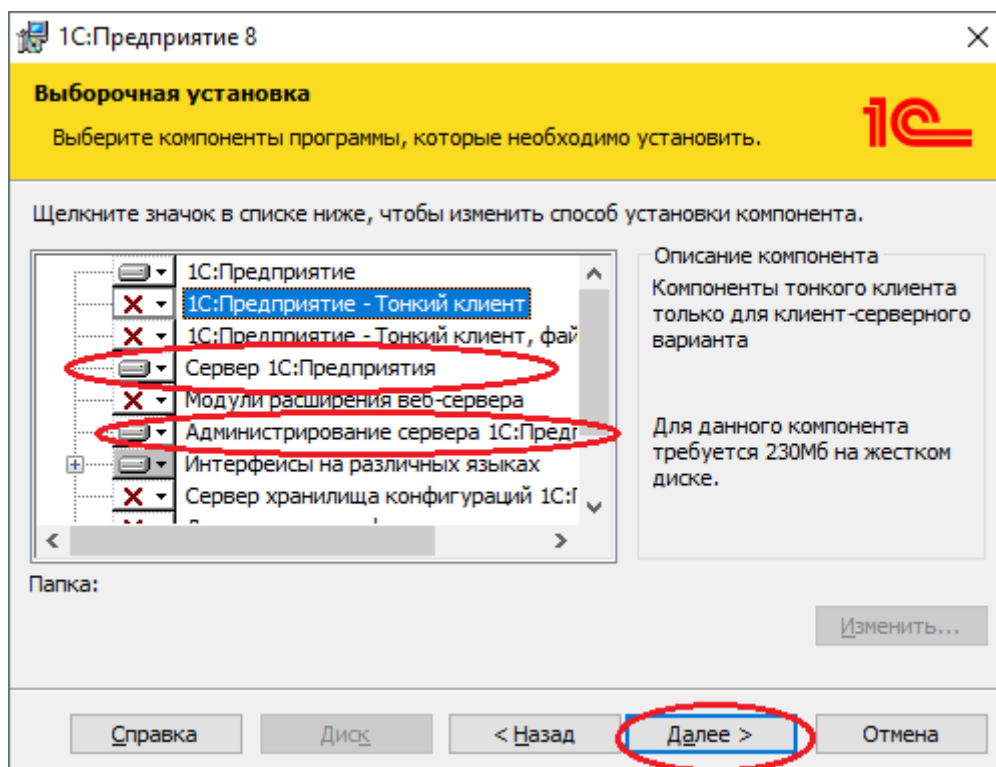 1С:Предприятие 8
Выборочная установка
Выберите компоненты программы, которые необходимо установить.
1С
Щелкните значок в списке ниже, чтобы изменить способ установки компонента.
1С:Предприятие
1С:Предприятие - Тонкий клиент
1С:Предприятие - Тонкий клиент, фай
Сервер 1С:Предприятия
Модули расширения веб-сервера
Администрирование сервера 1С:Пред
Интерфейсы на различных языках
Сервер хранилища конфигураций 1С:
Описание компонента
Компоненты тонкого клиента
только для клиент-серверного
варианта
Для данного компонента
требуется 230Мб на жестком
диске.
Папка:
Изменить...
Справка
Диск
< Назад
Далее >
Отмена